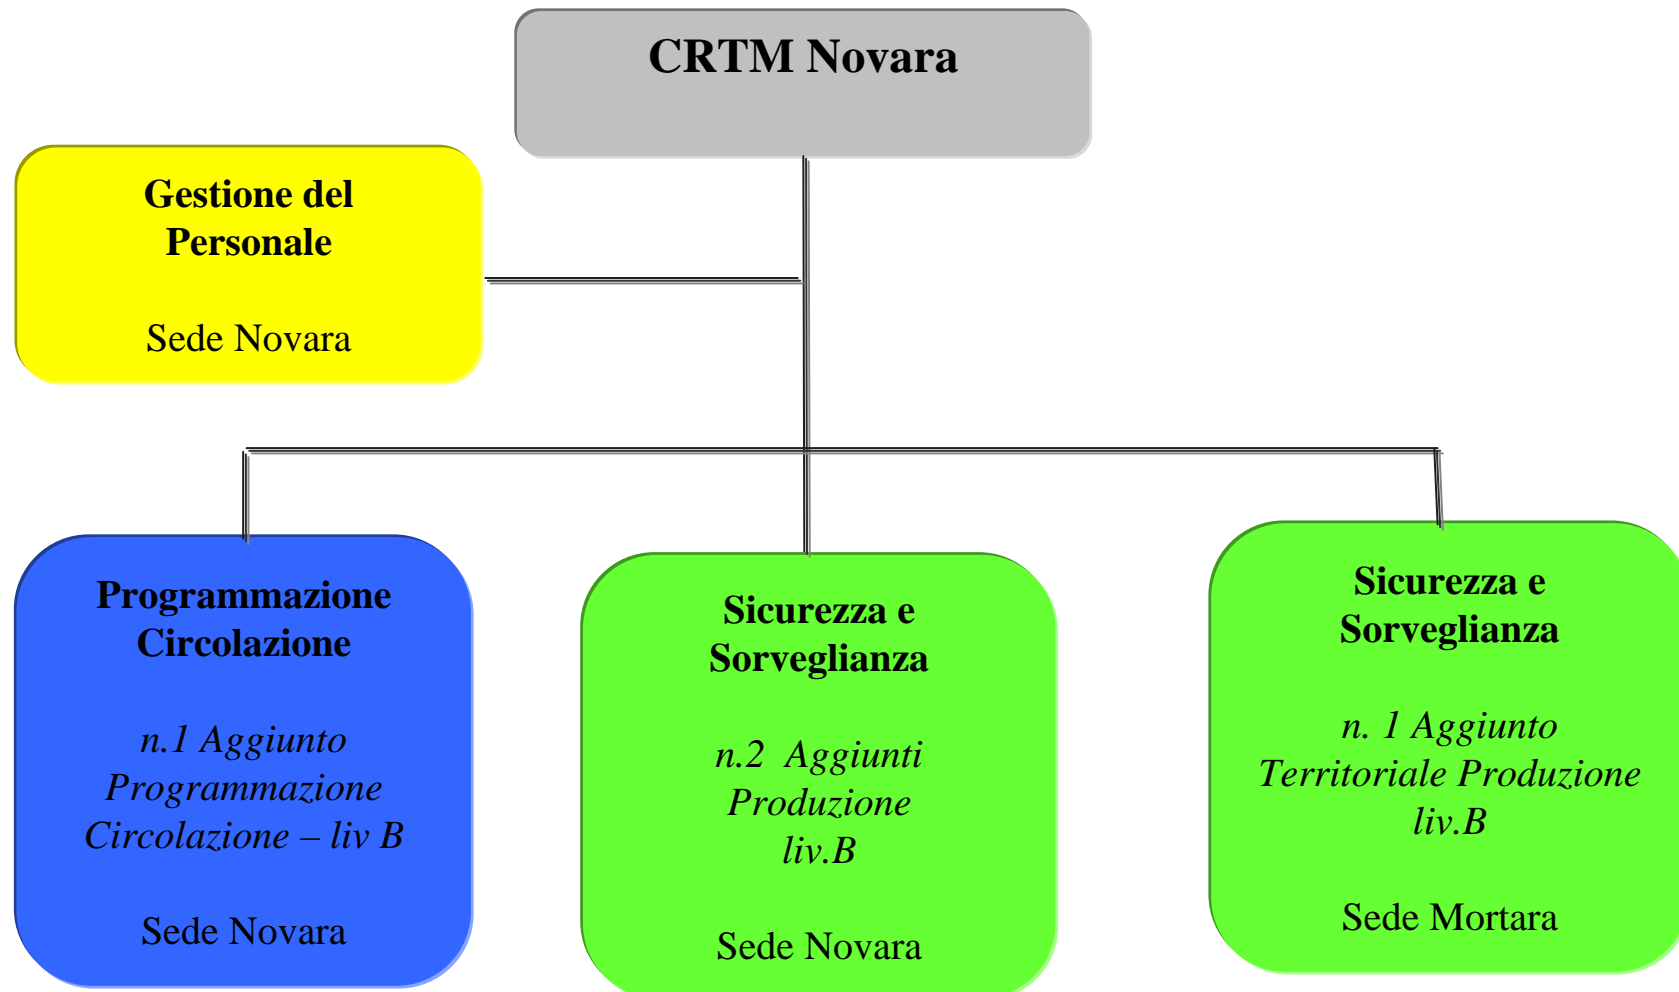 CRTM Novara
Gestione del
Personale
Sede Novara
Programmazione
Circolazione
n.1 Aggiunto
Programmazione
Circolazione – liv B
Sede Novara
Sicurezza e
Sorveglianza
n.2  Aggiunti
Produzione
liv.B
Sede Novara
Sicurezza e
Sorveglianza
n. 1 Aggiunto
Territoriale Produzione
liv.B
Sede Mortara